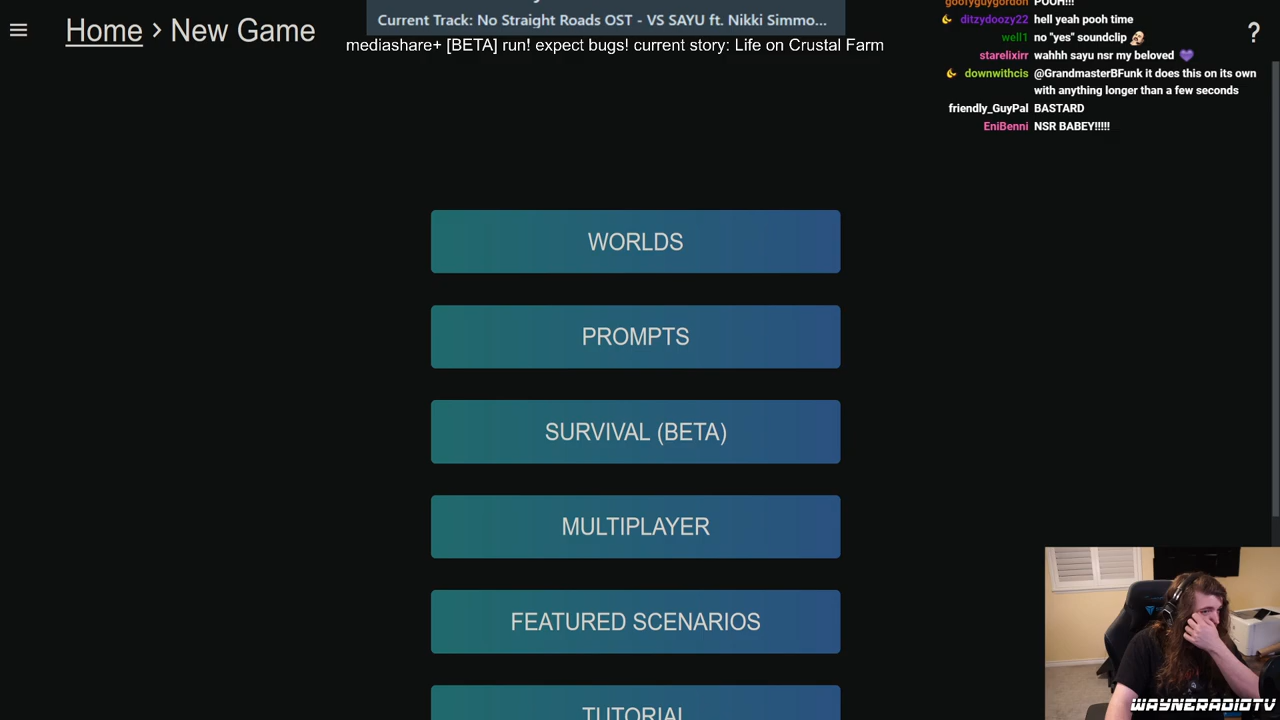 Home > New Game
Current Track: No Straight Roads OST - VS SAYU ft. Nikki Simmo...
mediashare+ [BETA] run! expect bugs! current story: Life on Crustal Farm
goofyguygordon POOH!!!
ditzydoozy22 hell yeah pooh time
well1 no "yes" soundclip
starelixirr wahhh sayu nsr my beloved
downwithcis @GrandmasterBFunk it does this on its own
with anything longer than a few seconds
friendly_GuyPal BASTARD
EniBenni NSR BABEY!!!!!
?
WORLDS
PROMPTS
SURVIVAL (BETA)
MULTIPLAYER
FEATURED SCENARIOS
TUTORIAL
WAYNERADIOTV